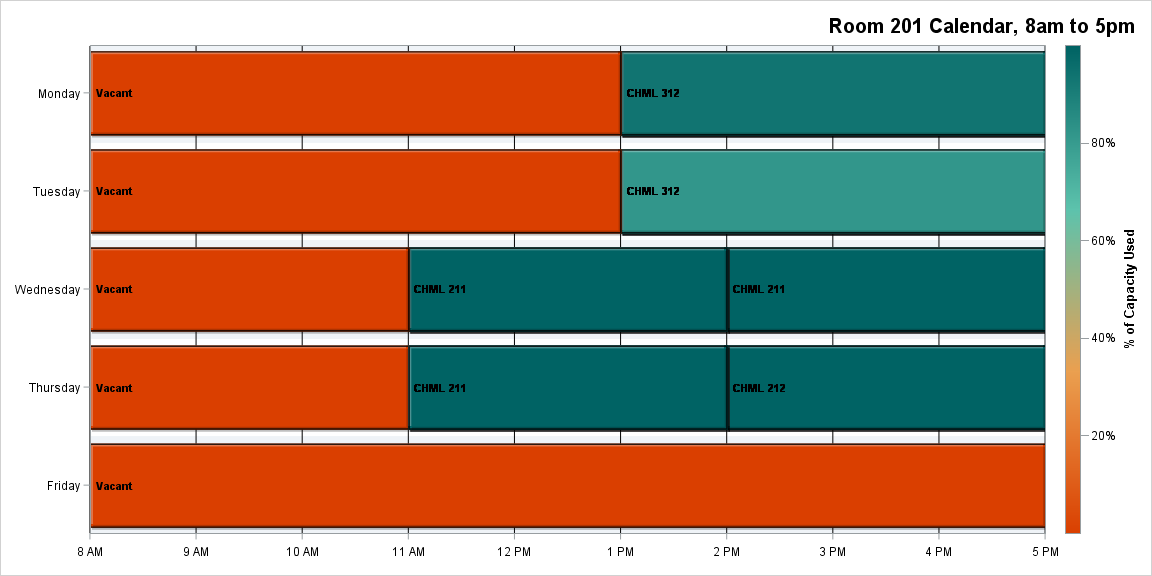 Room 201 Calendar, 8am to 5pm
Monday
Vacant
CHML 312
Tuesday
Vacant
CHML 312
Wednesday
Vacant
CHML 211
CHML 211
Thursday
Vacant
CHML 211
CHML 212
Friday
Vacant
8 AM
9 AM
10 AM
11 AM
12 PM
1 PM
2 PM
3 PM
4 PM
5 PM
80%
60%
40%
20%
% of Capacity Used